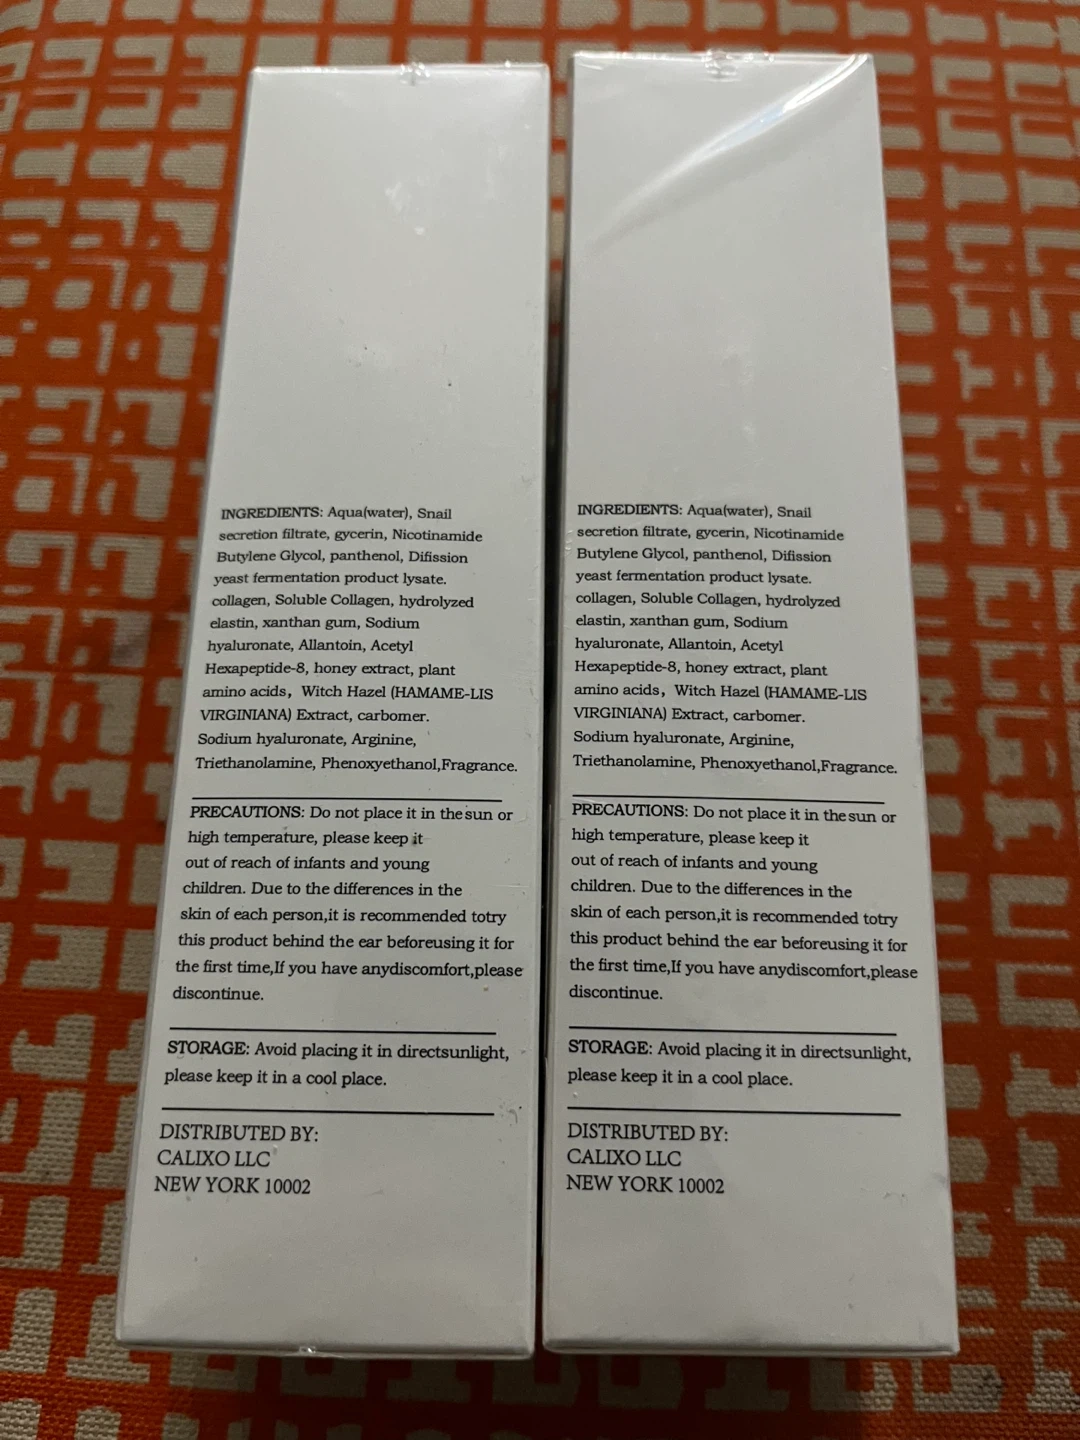 INGREDIENTS: Aqua(water), Snail
secretion filtrate, gycerin, Nicotinamide
Butylene Glycol, panthenol, Difission
yeast fermentation product lysate.
collagen, Soluble Collagen, hydrolyzed
elastin, xanthan gum, Sodium
hyaluronate, Allantoin, Acetyl
Hexapeptide-8, honey extract, plant
amino acids，Witch Hazel (HAMAME-LIS
VIRGINIANA) Extract, carbomer.
Sodium hyaluronate, Arginine,
Triethanolamine, Phenoxyethanol,Fragrance.
PRECAUTIONS: Do not place it in thesun or
high temperature, please keep it
out of reach of infants and young
children. Due to the differences in the
skin of each person,it is recommended totry
this product behind the ear beforeusing it for
the first time,If you have anydiscomfort,please
discontinue.
STORAGE: Avoid placing it in directsunlight,
please keep it in a cool place.
DISTRIBUTED BY:
CALIXO LLC
NEW YORK 10002
INGREDIENTS: Aqua(water), Snail
secretion filtrate, gycerin, Nicotinamide
Butylene Glycol, panthenol, Difission
yeast fermentation product lysate.
collagen, Soluble Collagen, hydrolyzed
elastin, xanthan gum, Sodium
hyaluronate, Allantoin, Acetyl
Hexapeptide-8, honey extract, plant
amino acids，Witch Hazel (HAMAME-LIS
VIRGINIANA) Extract, carbomer.
Sodium hyaluronate, Arginine,
Triethanolamine, Phenoxyethanol,Fragrance.
PRECAUTIONS: Do not place it in thesun or
high temperature, please keep it
out of reach of infants and young
children. Due to the differences in the
skin of each person,it is recommended totry
this product behind the ear beforeusing it for
the first time,If you have anydiscomfort,please
discontinue.
STORAGE: Avoid placing it in directsunlight,
please keep it in a cool place.
DISTRIBUTED BY:
CALIXO LLC
NEW YORK 10002